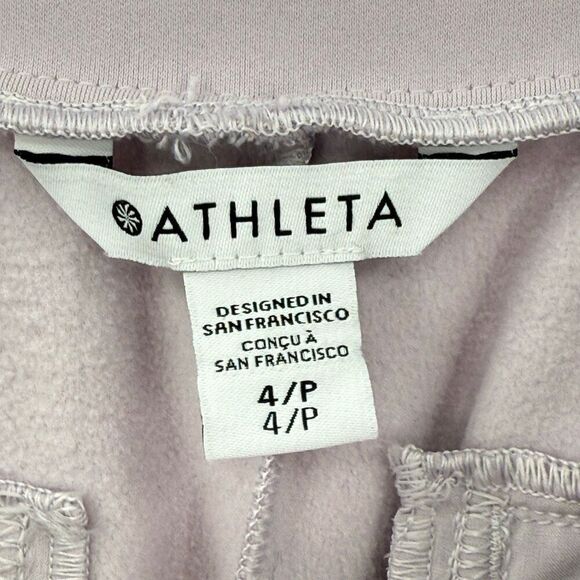 ATHLETA
DESIGNED IN
SAN FRANCISCO
CONÇU À
SAN FRANCISCO
4/P
4/P